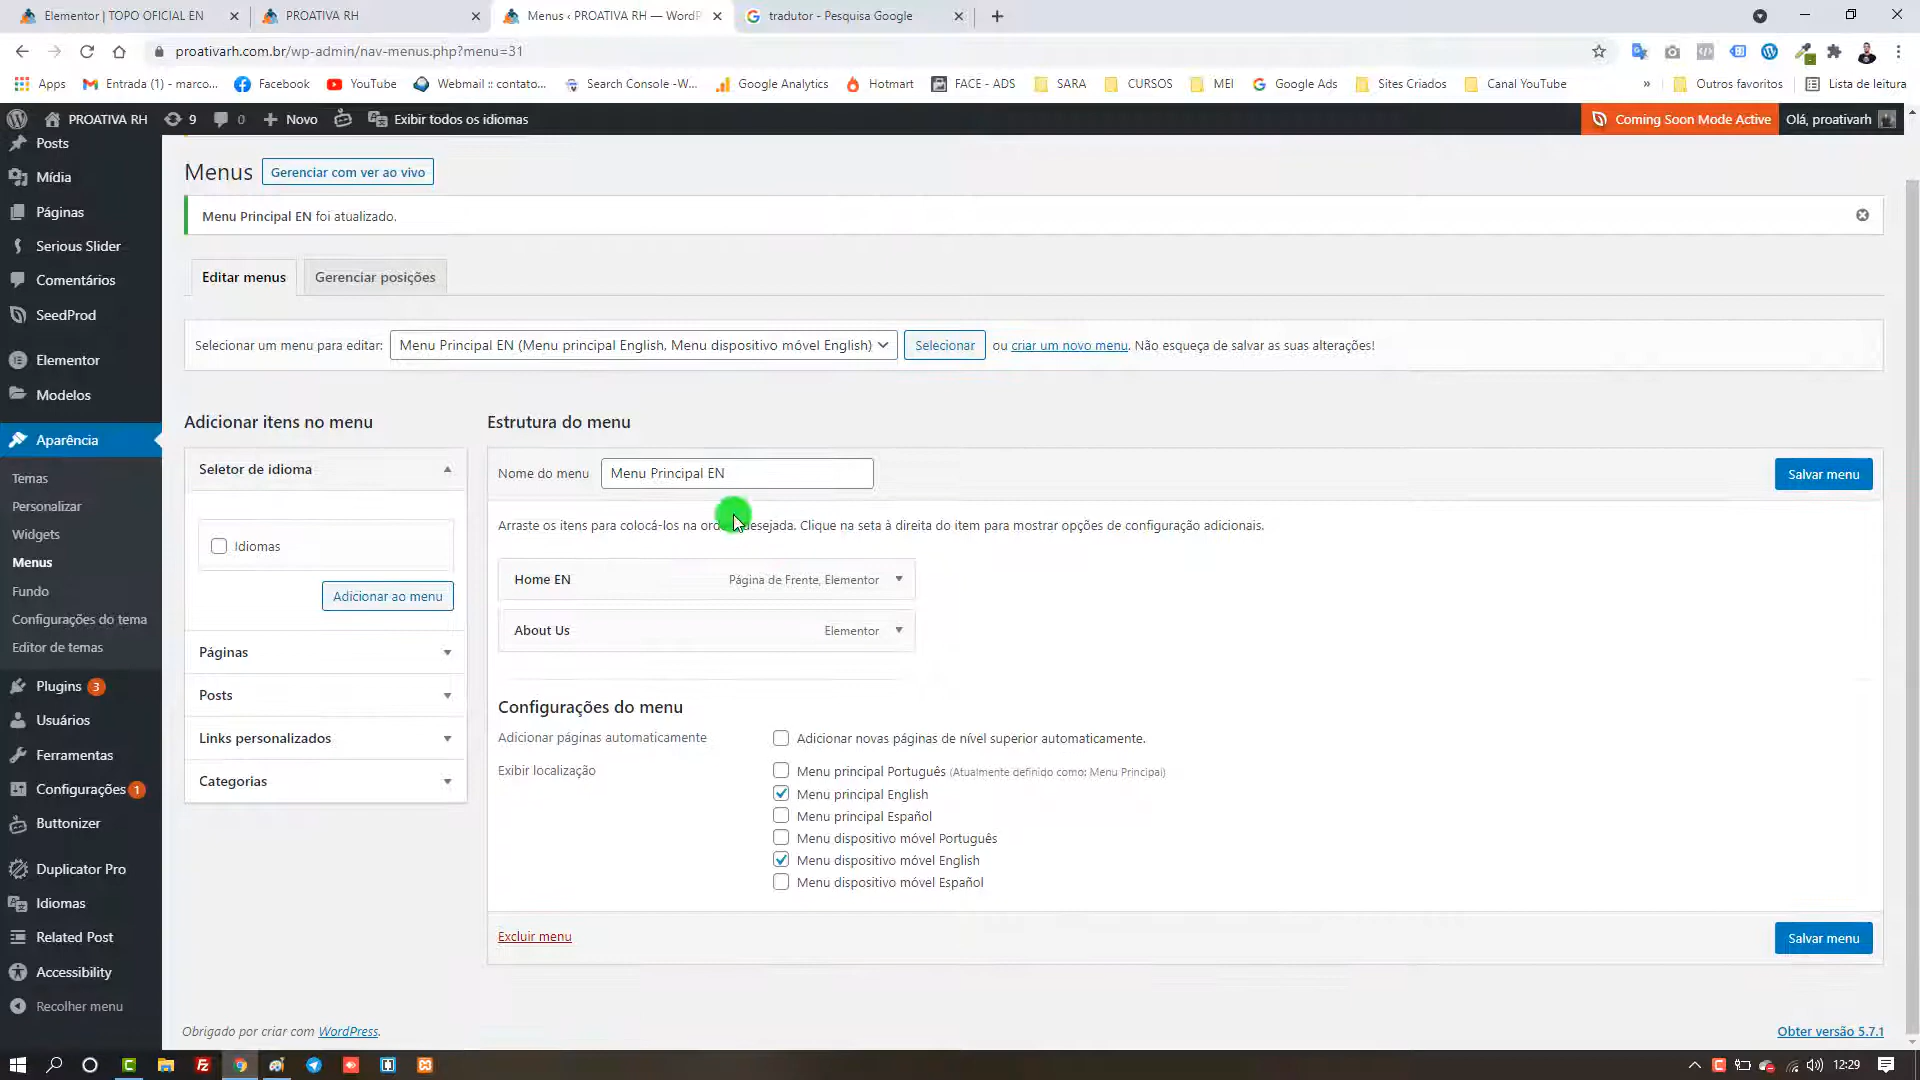 Elementor | TOPO OFICIAL EN
PROATIVA RH
Menus ‹ PROATIVA RH — WordP
tradutor - Pesquisa Google
proativarh.com.br/wp-admin/nav-menus.php?menu=31
Apps
Entrada (1) - marco...
Facebook
YouTube
Webmail :: contato...
Search Console -W...
Google Analytics
Hotmart
FACE - ADS
SARA
CURSOS
MEI
Google Ads
Sites Criados
Canal YouTube
»
Outros favoritos
Lista de leitura
PROATIVA RH
9
0
Novo
Exibir todos os idiomas
Coming Soon Mode Active
Olá, proativarh
Posts
Mídia
Páginas
Serious Slider
Comentários
SeedProd
Elementor
Modelos
Aparência
Temas
Personalizar
Widgets
Menus
Fundo
Configurações do tema
Editor de temas
Plugins 3
Usuários
Ferramentas
Configurações 1
Buttonizer
Duplicator Pro
Idiomas
Related Post
Accessibility
Recolher menu
Menus
Gerenciar com ver ao vivo
Menu Principal EN foi atualizado.
Editar menus
Gerenciar posições
Selecionar um menu para editar:
Menu Principal EN (Menu principal English, Menu dispositivo móvel English)
Selecionar
ou criar um novo menu. Não esqueça de salvar as suas alterações!
Adicionar itens no menu
Seletor de idioma
Idiomas
Adicionar ao menu
Páginas
Posts
Links personalizados
Categorias
Estrutura do menu
Nome do menu
Menu Principal EN
Salvar menu
Arraste os itens para colocá-los na desejada. Clique na seta à direita do item para mostrar opções de configuração adicionais.
Home EN
Página de Frente, Elementor
About Us
Elementor
Configurações do menu
Adicionar páginas automaticamente
Adicionar novas páginas de nível superior automaticamente.
Exibir localização
Menu principal Português (Atualmente definido como: Menu Principal)
Menu principal English
Menu principal Español
Menu dispositivo móvel Português
Menu dispositivo móvel English
Menu dispositivo móvel Español
Excluir menu
Salvar menu
Obrigado por criar com WordPress.
Obter versão 5.7.1
12:29